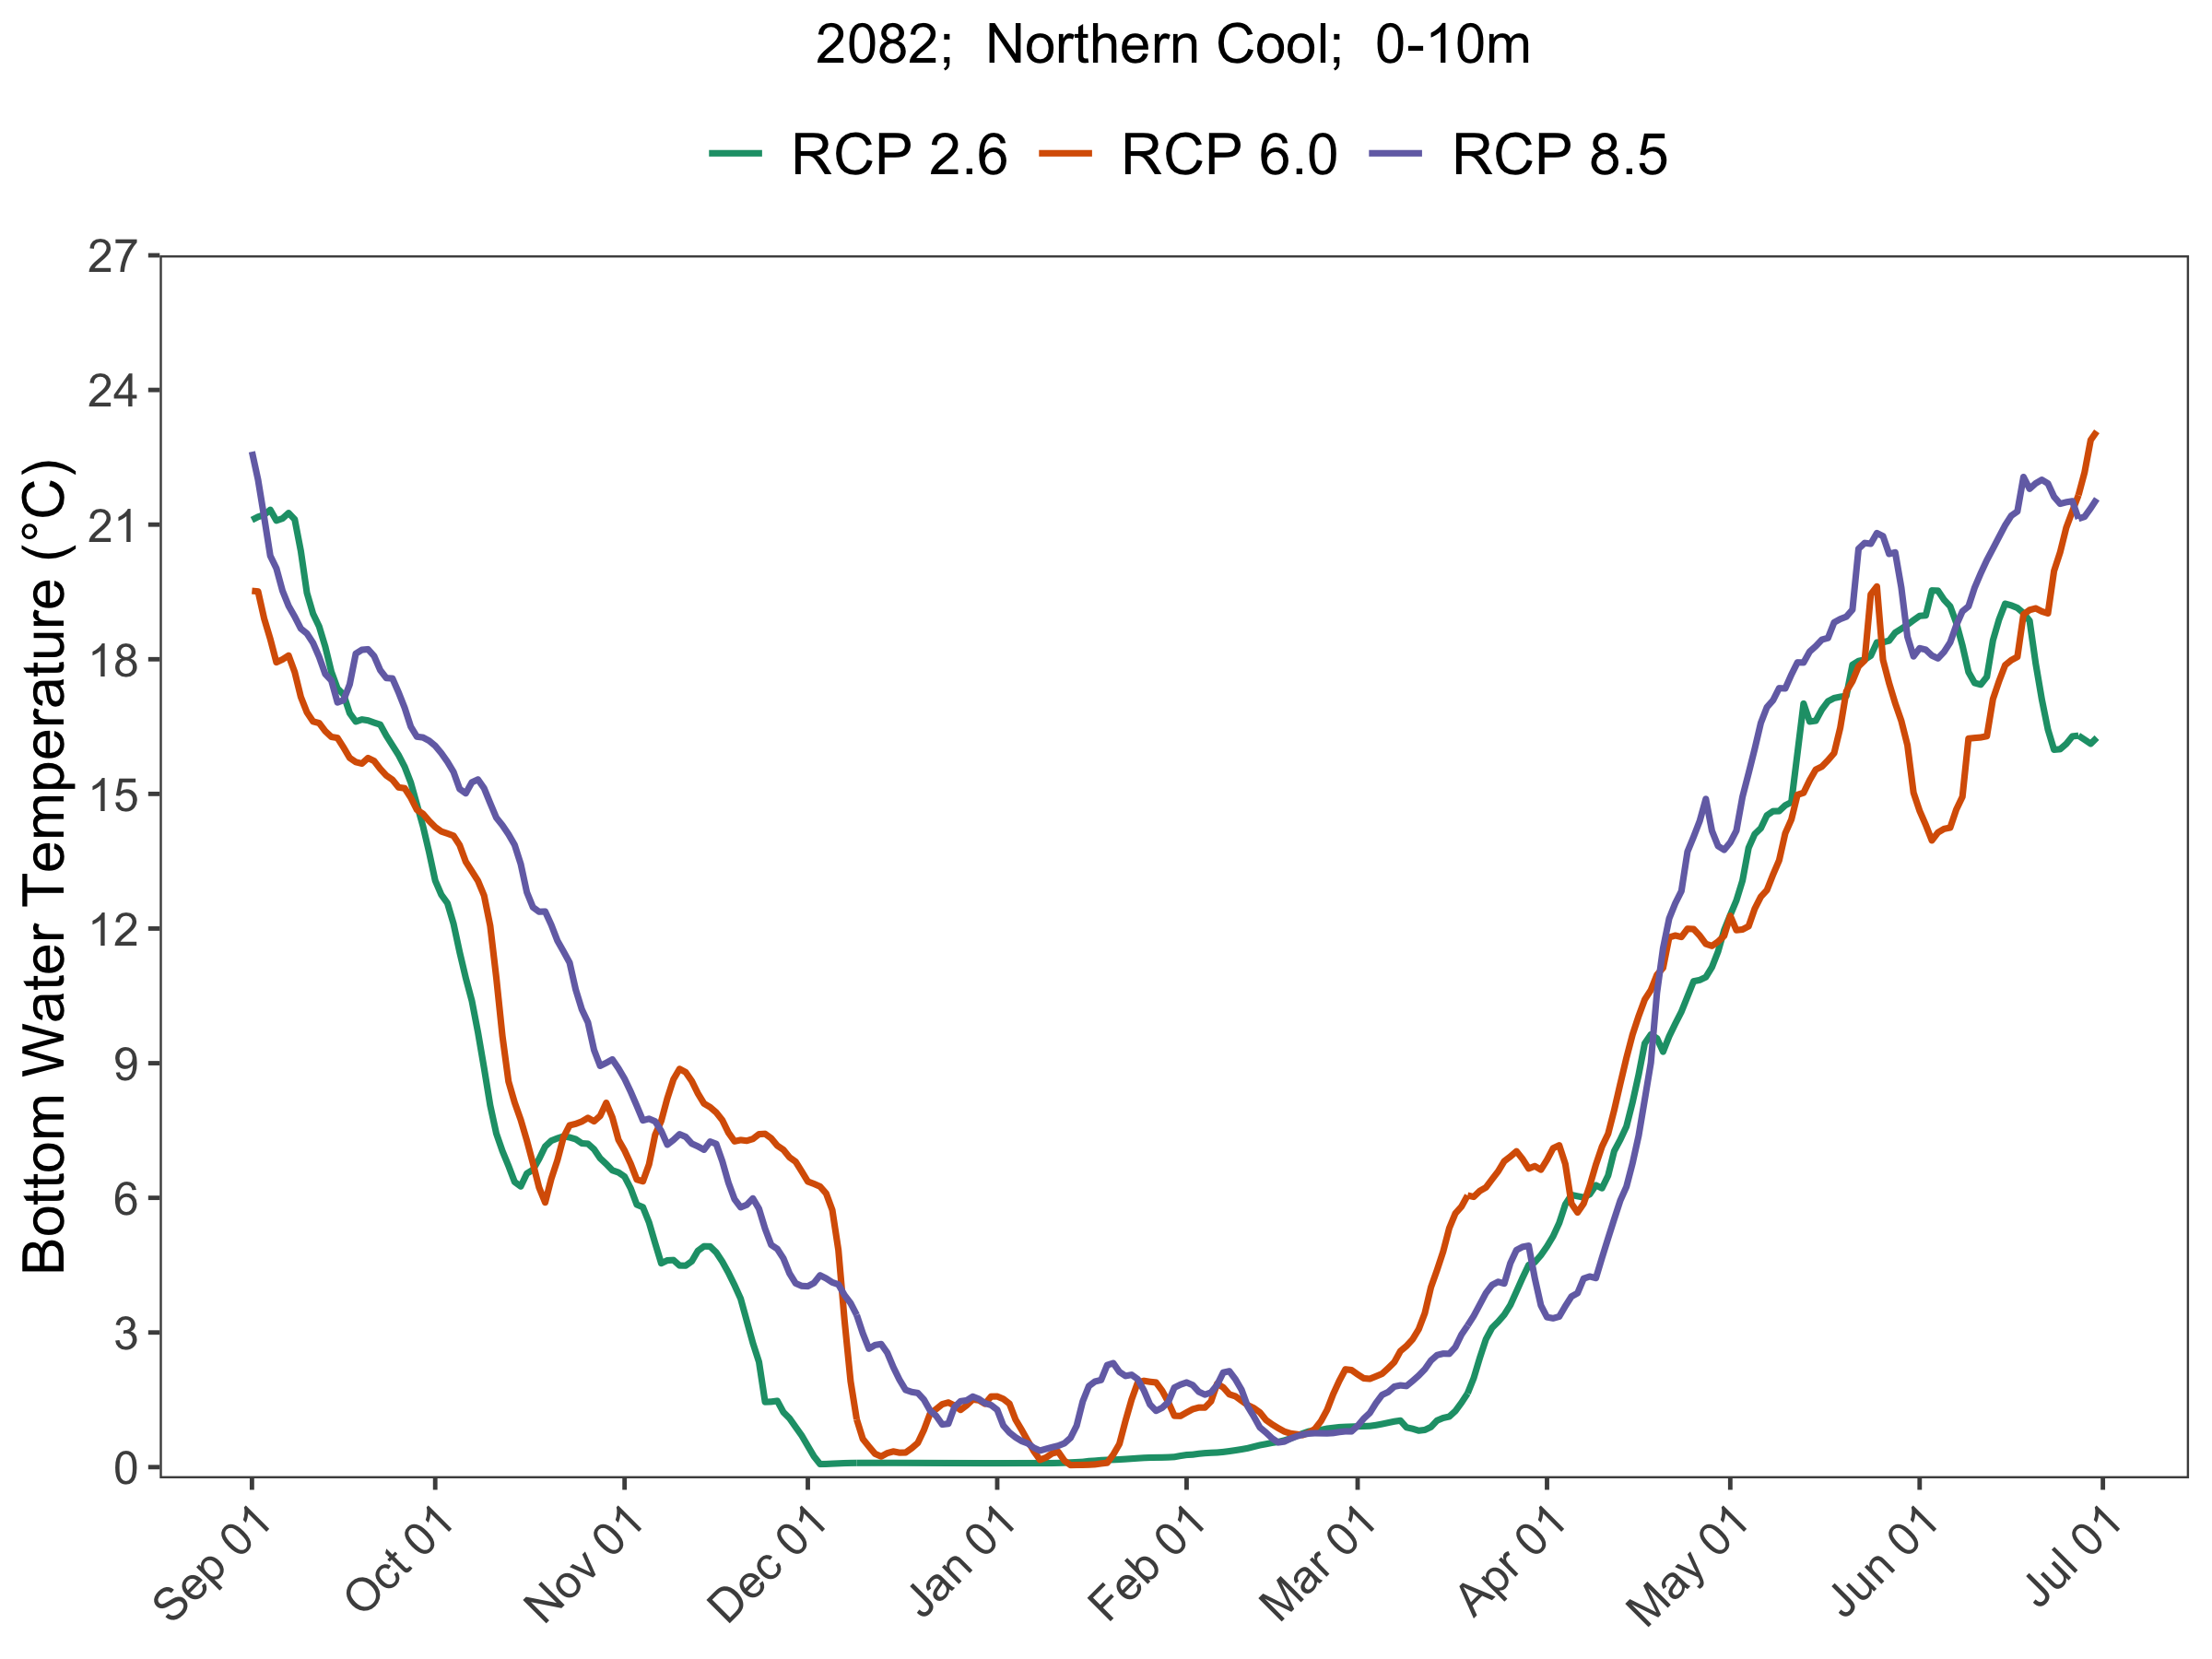 2082;  Northern Cool;  0-10m
RCP 2.6 RCP 6.0 RCP 8.5
Bottom Water Temperature (°C)
27
24
21
18
15
12
9
6
3
0
Sep 01 Oct 01 Nov 01 Dec 01 Jan 01 Feb 01 Mar 01 Apr 01 May 01 Jun 01 Jul 01